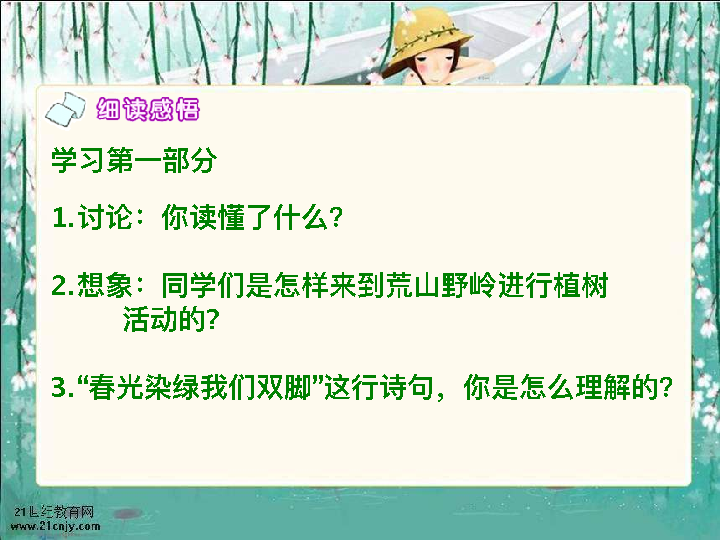 细读感悟
学习第一部分
1.讨论：你读懂了什么？
2.想象：同学们是怎样来到荒山野岭进行植树
活动的？
3.“春光染绿我们双脚”这行诗句，你是怎么理解的？
21世纪教育网
www.21cnjy.com